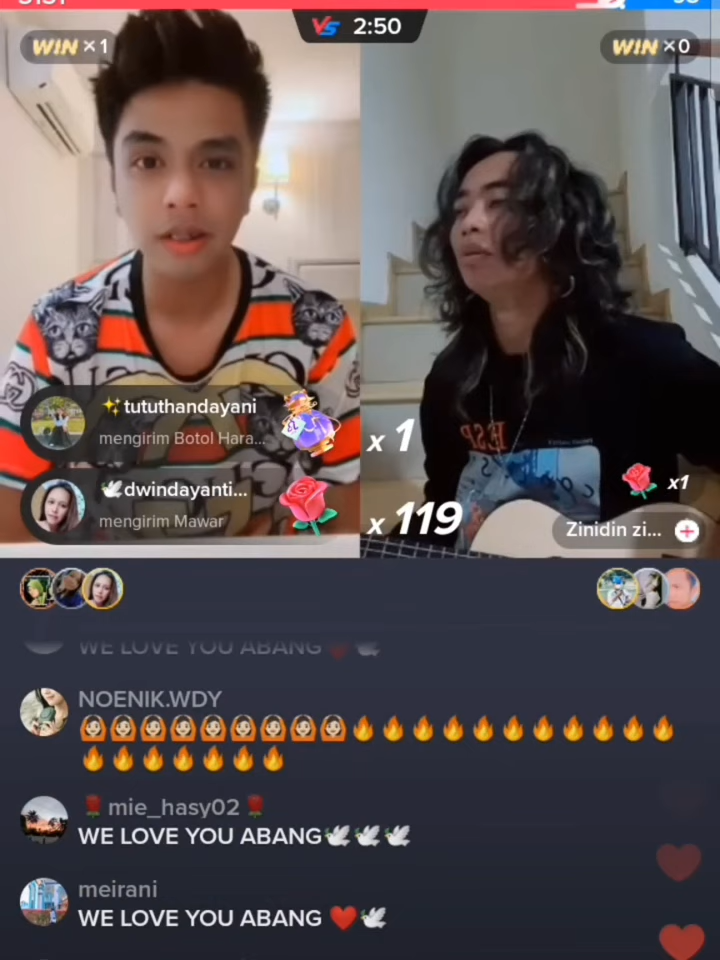 VS 2:50
WIN ×1
WIN ×0
✨tututhandayani
mengirim Botol Hara...
x 1
🕊dwindayanti...
mengirim Mawar
x 119
x1
Zinidin zi...
WE LOVE YOU ABANG ❤️🕊
NOENIK.WDY
🙆🏻‍♀️🙆🏻‍♀️🙆🏻‍♀️🙆🏻‍♀️🙆🏻‍♀️🙆🏻‍♀️🙆🏻‍♀️🙆🏻‍♀️🙆🏻‍♀️🔥🔥🔥🔥🔥🔥🔥🔥🔥🔥🔥
🔥🔥🔥🔥🔥🔥🔥
🌹mie_hasy02🌹
WE LOVE YOU ABANG🕊🕊🕊
meirani
WE LOVE YOU ABANG ❤️🕊